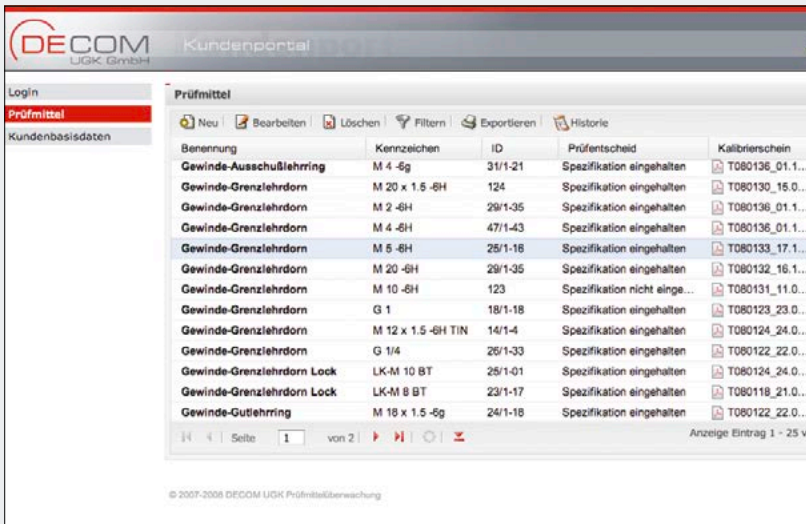 DECOM
UGK GmbH
Kundenportal
Login
Prüfmittel
Kundenbasisdaten
Prüfmittel
Neu Bearbeiten Löschen Filtern Exportieren Historie
Benennung Kennzeichen ID Prüfentscheid Kalibrierschein
Gewinde-Ausschußlehrring M 4 -6g 31/1-21 Spezifikation eingehalten T080136_01.1...
Gewinde-Grenzlehrdorn M 20 x 1.5 -6H 124 Spezifikation eingehalten T080130_15.0...
Gewinde-Grenzlehrdorn M 2 -6H 29/1-35 Spezifikation eingehalten T080136_01.1...
Gewinde-Grenzlehrdorn M 4 -6H 47/1-43 Spezifikation eingehalten T080136_01.1...
Gewinde-Grenzlehrdorn M 5 -6H 25/1-16 Spezifikation eingehalten T080133_17.1...
Gewinde-Grenzlehrdorn M 20 -6H 29/1-35 Spezifikation eingehalten T080132_16.1...
Gewinde-Grenzlehrdorn M 10 -6H 123 Spezifikation nicht einge... T080131_11.0...
Gewinde-Grenzlehrdorn G 1 18/1-18 Spezifikation eingehalten T080123_23.0...
Gewinde-Grenzlehrdorn M 12 x 1.5 -6H TIN 14/1-4 Spezifikation eingehalten T080124_24.0...
Gewinde-Grenzlehrdorn G 1/4 26/1-33 Spezifikation eingehalten T080122_22.0...
Gewinde-Grenzlehrdorn Lock LK-M 10 BT 25/1-01 Spezifikation eingehalten T080124_24.0...
Gewinde-Grenzlehrdorn Lock LK-M 8 BT 23/1-17 Spezifikation eingehalten T080118_21.0...
Gewinde-Gutlehrring M 18 x 1.5 -6g 24/1-18 Spezifikation eingehalten T080122_22.0...
Seite 1 von 2 Anzeige Eintrag 1 - 25 v
© 2007-2008 DECOM UGK Prüfmittelüberwachung